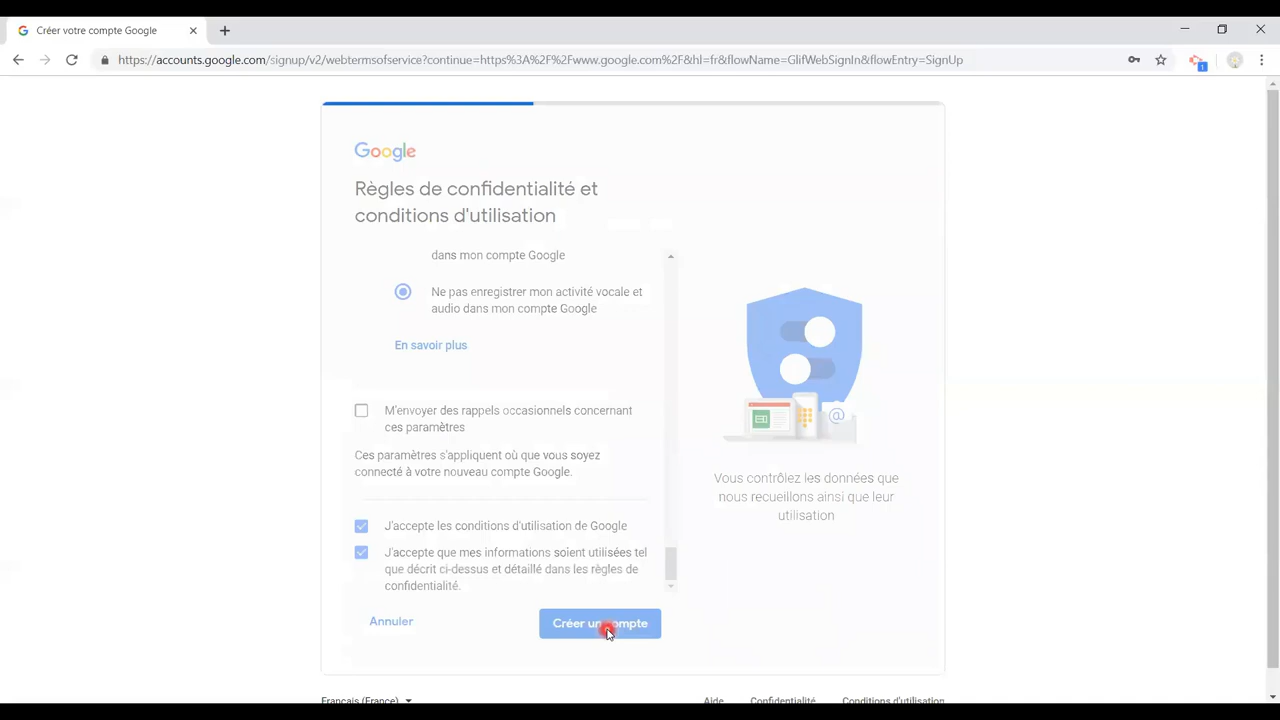 Créer votre compte Google
https://accounts.google.com/signup/v2/webtermsofservice?continue=https%3A%2F%2Fwww.google.com%2F&hl=fr&flowName=GlifWebSignIn&flowEntry=SignUp
1
Google
Règles de confidentialité et
conditions d'utilisation
dans mon compte Google
Ne pas enregistrer mon activité vocale et
audio dans mon compte Google
En savoir plus
M'envoyer des rappels occasionnels concernant
ces paramètres
Ces paramètres s'appliquent où que vous soyez
connecté à votre nouveau compte Google.
J'accepte les conditions d'utilisation de Google
J'accepte que mes informations soient utilisées tel
que décrit ci-dessus et détaillé dans les règles de
confidentialité.
Annuler
Créer un compte
@
Vous contrôlez les données que
nous recueillons ainsi que leur
utilisation
Français (France)
Aide
Confidentialité
Conditions d'utilisation